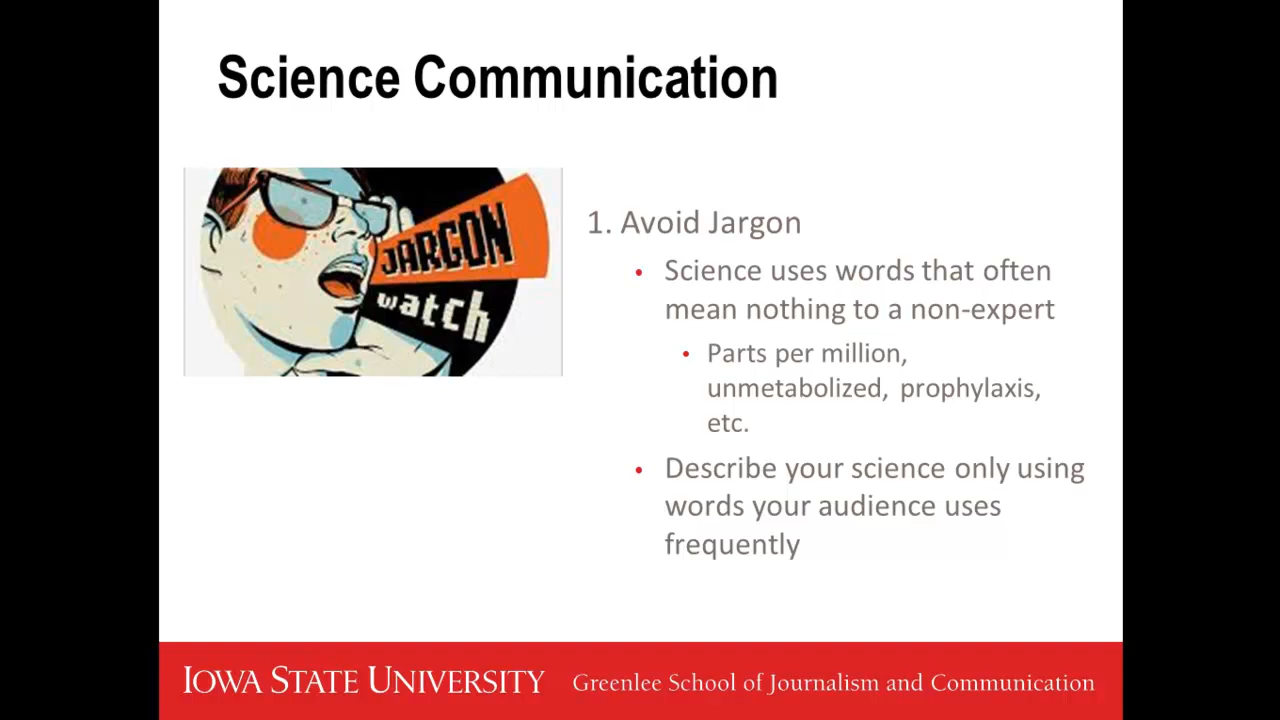 Science Communication
JARGON
watch
1. Avoid Jargon
• Science uses words that often
mean nothing to a non-expert
• Parts per million,
unmetabolized, prophylaxis,
etc.
• Describe your science only using
words your audience uses
frequently
IOWA STATE UNIVERSITY Greenlee School of Journalism and Communication